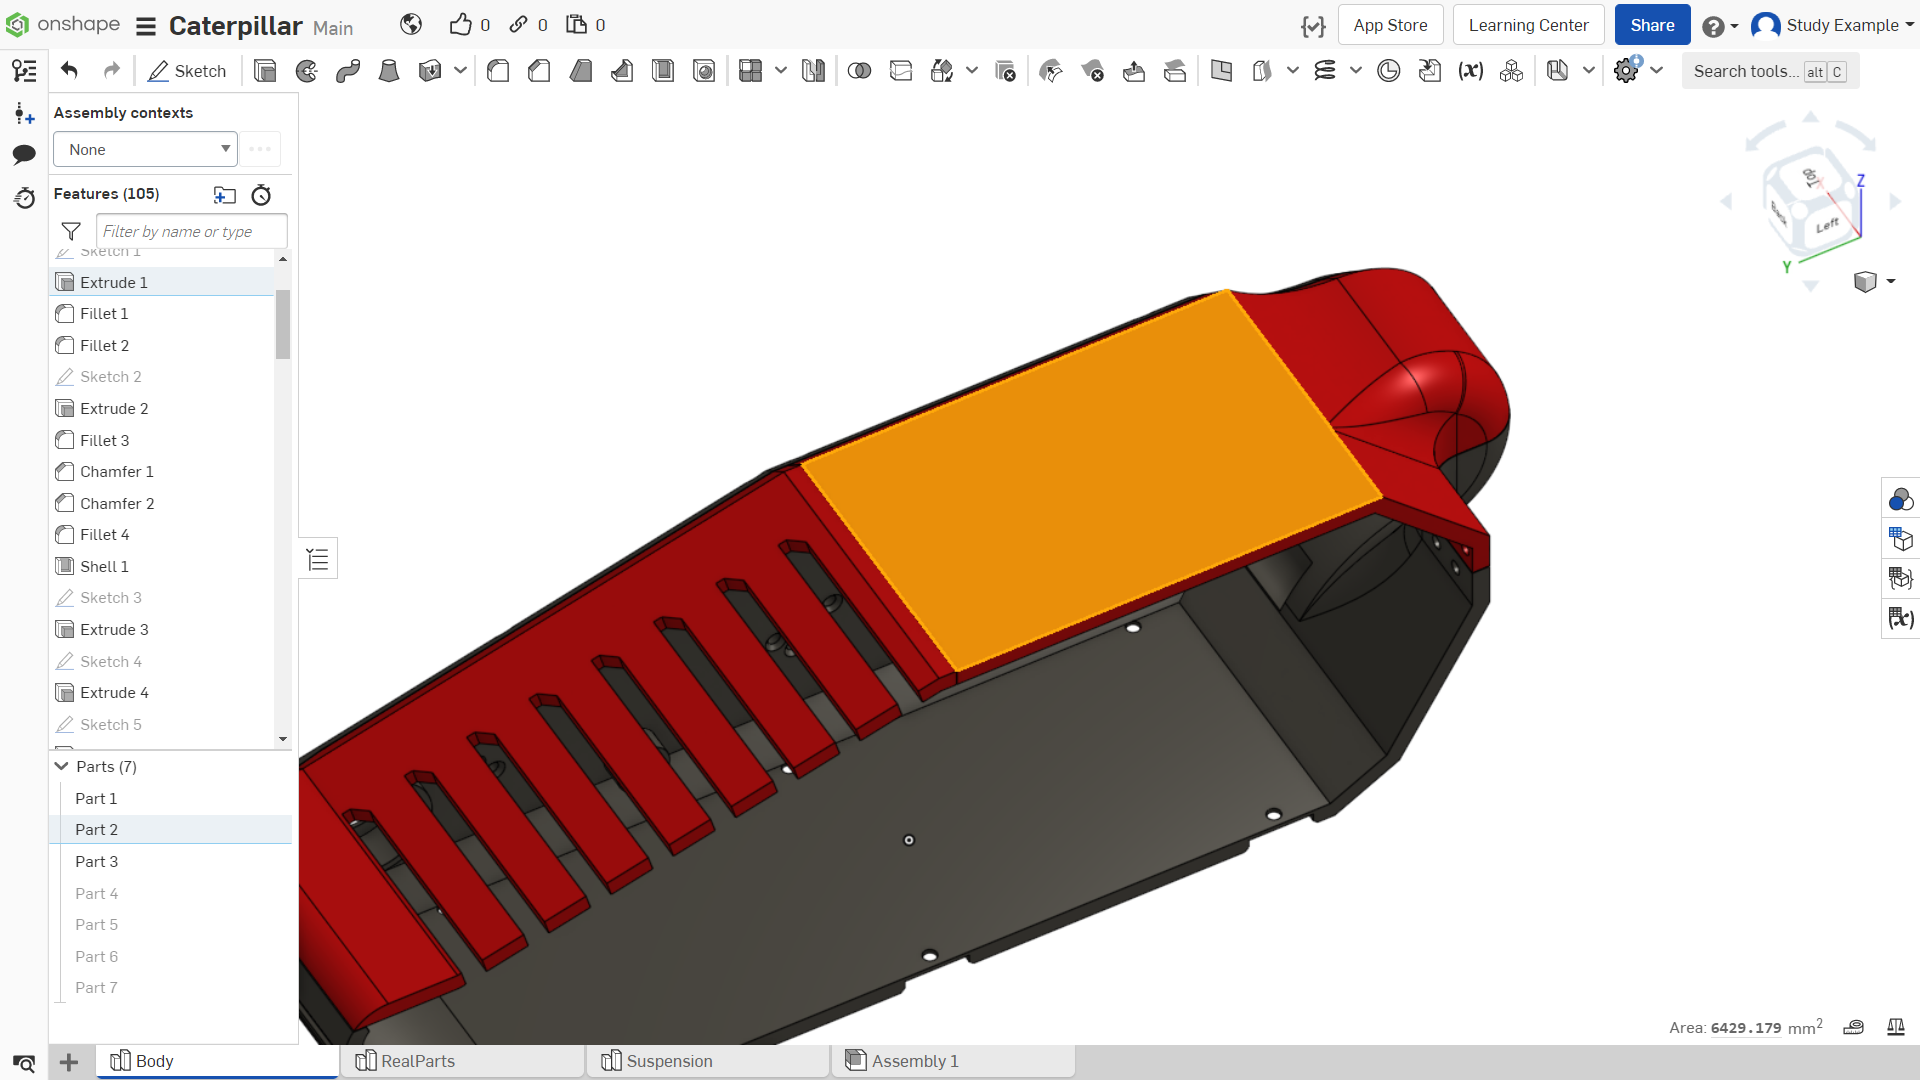 onshape
Caterpillar Main
0
0
0
App Store
Learning Center
Share
Study Example
Sketch
Search tools... alt C
Assembly contexts
None
Features (105)
Filter by name or type
Sketch 1
Extrude 1
Fillet 1
Fillet 2
Sketch 2
Extrude 2
Fillet 3
Chamfer 1
Chamfer 2
Fillet 4
Shell 1
Sketch 3
Extrude 3
Sketch 4
Extrude 4
Sketch 5
Parts (7)
Part 1
Part 2
Part 3
Part 4
Part 5
Part 6
Part 7
Top
Back
Left
Z
Y
Area: 6429.179 mm²
Body
RealParts
Suspension
Assembly 1